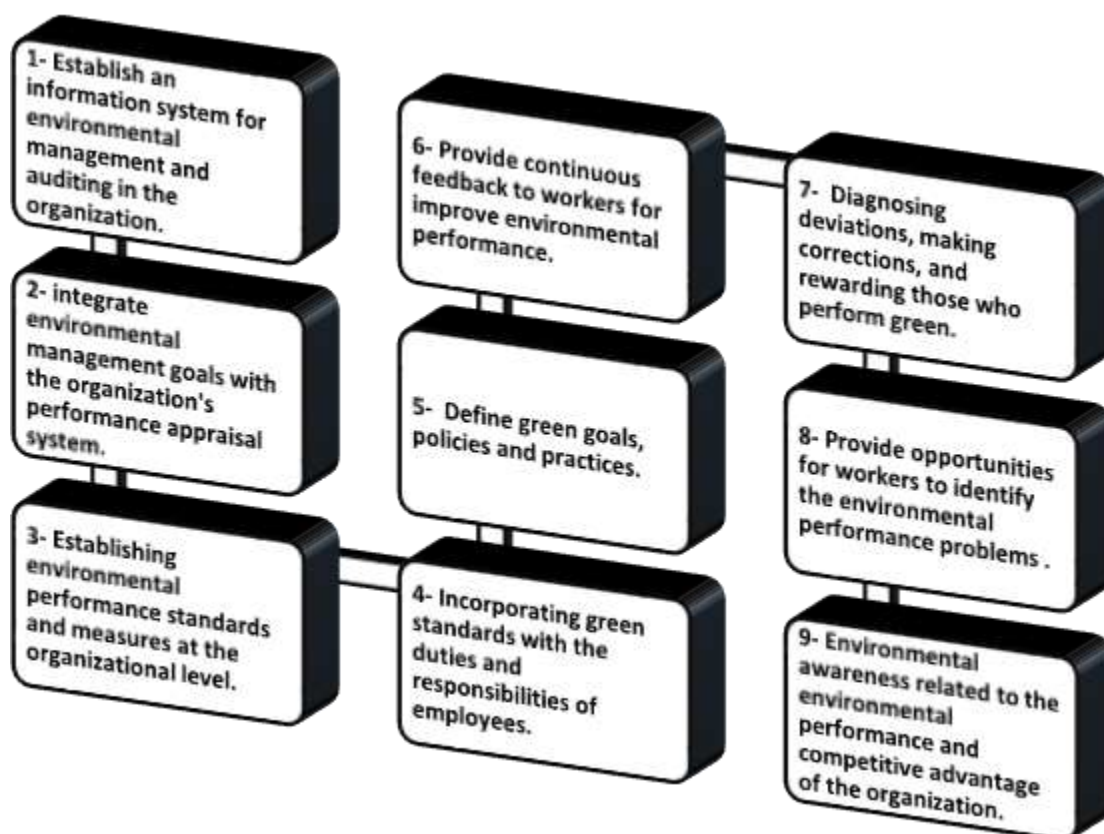 1- Establish an
information system for
environmental
management and
auditing in the
organization.
2- integrate
environmental
management goals with
the organization's
performance appraisal
system.
3- Establishing
environmental
performance standards
and measures at the
organizational level.
4- Incorporating green
standards with the
duties and
responsibilities of
employees.
5- Define green goals,
policies and practices.
6- Provide continuous
feedback to workers for
improve environmental
performance.
7- Diagnosing
deviations, making
corrections, and
rewarding those who
perform green.
8- Provide opportunities
for workers to identify
the environmental
performance problems .
9- Environmental
awareness related to the
environmental
performance and
competitive advantage
of the organization.